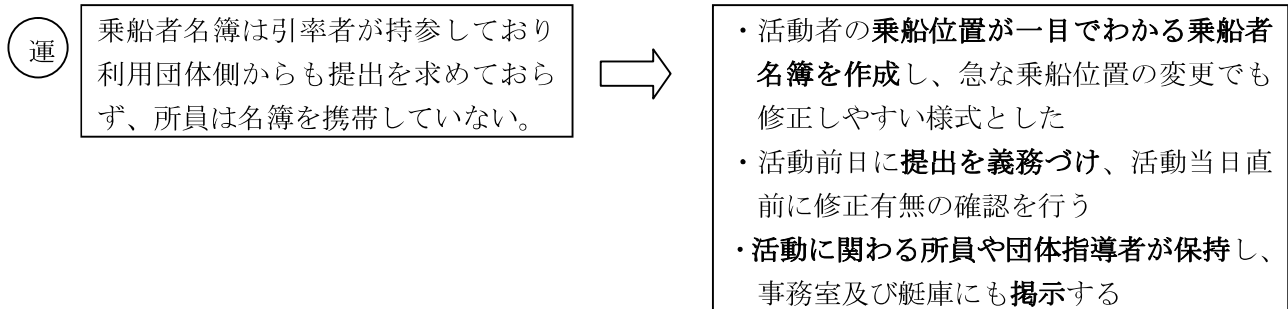 運
乗船者名簿は引率者が持参しており
利用団体側からも提出を求めておら
ず、所員は名簿を携帯していない。
・活動者の乗船位置が一目でわかる乗船者
名簿を作成し、急な乗船位置の変更でも
修正しやすい様式とした
・活動前日に提出を義務づけ、活動当日直
前に修正有無の確認を行う
・活動に関わる所員や団体指導者が保持し、
事務室及び艇庫にも掲示する